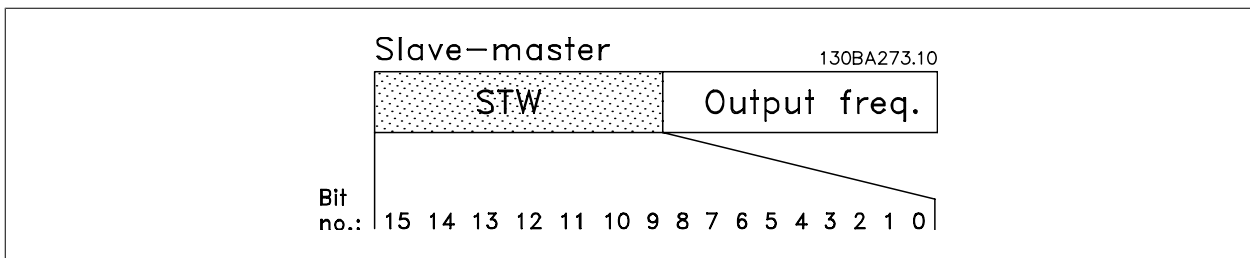 Slave-master
130BA273.10
STW
Output freq.
Bit
no.: 15 14 13 12 11 10 9 8 7 6 5 4 3 2 1 0